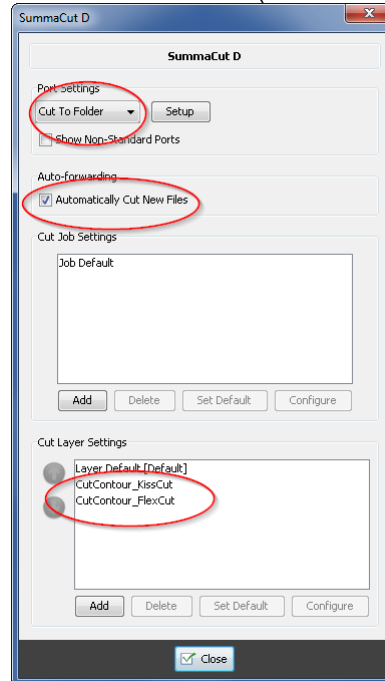 SummaCut D
SummaCut D
Port Settings
Cut To Folder
Setup
Show Non-Standard Ports
Auto-forwarding
Automatically Cut New Files
Cut Job Settings
Job Default
Add Delete Set Default Configure
Cut Layer Settings
Layer Default [Default]
CutContour_KissCut
CutContour_FlexCut
Add Delete Set Default Configure
Close